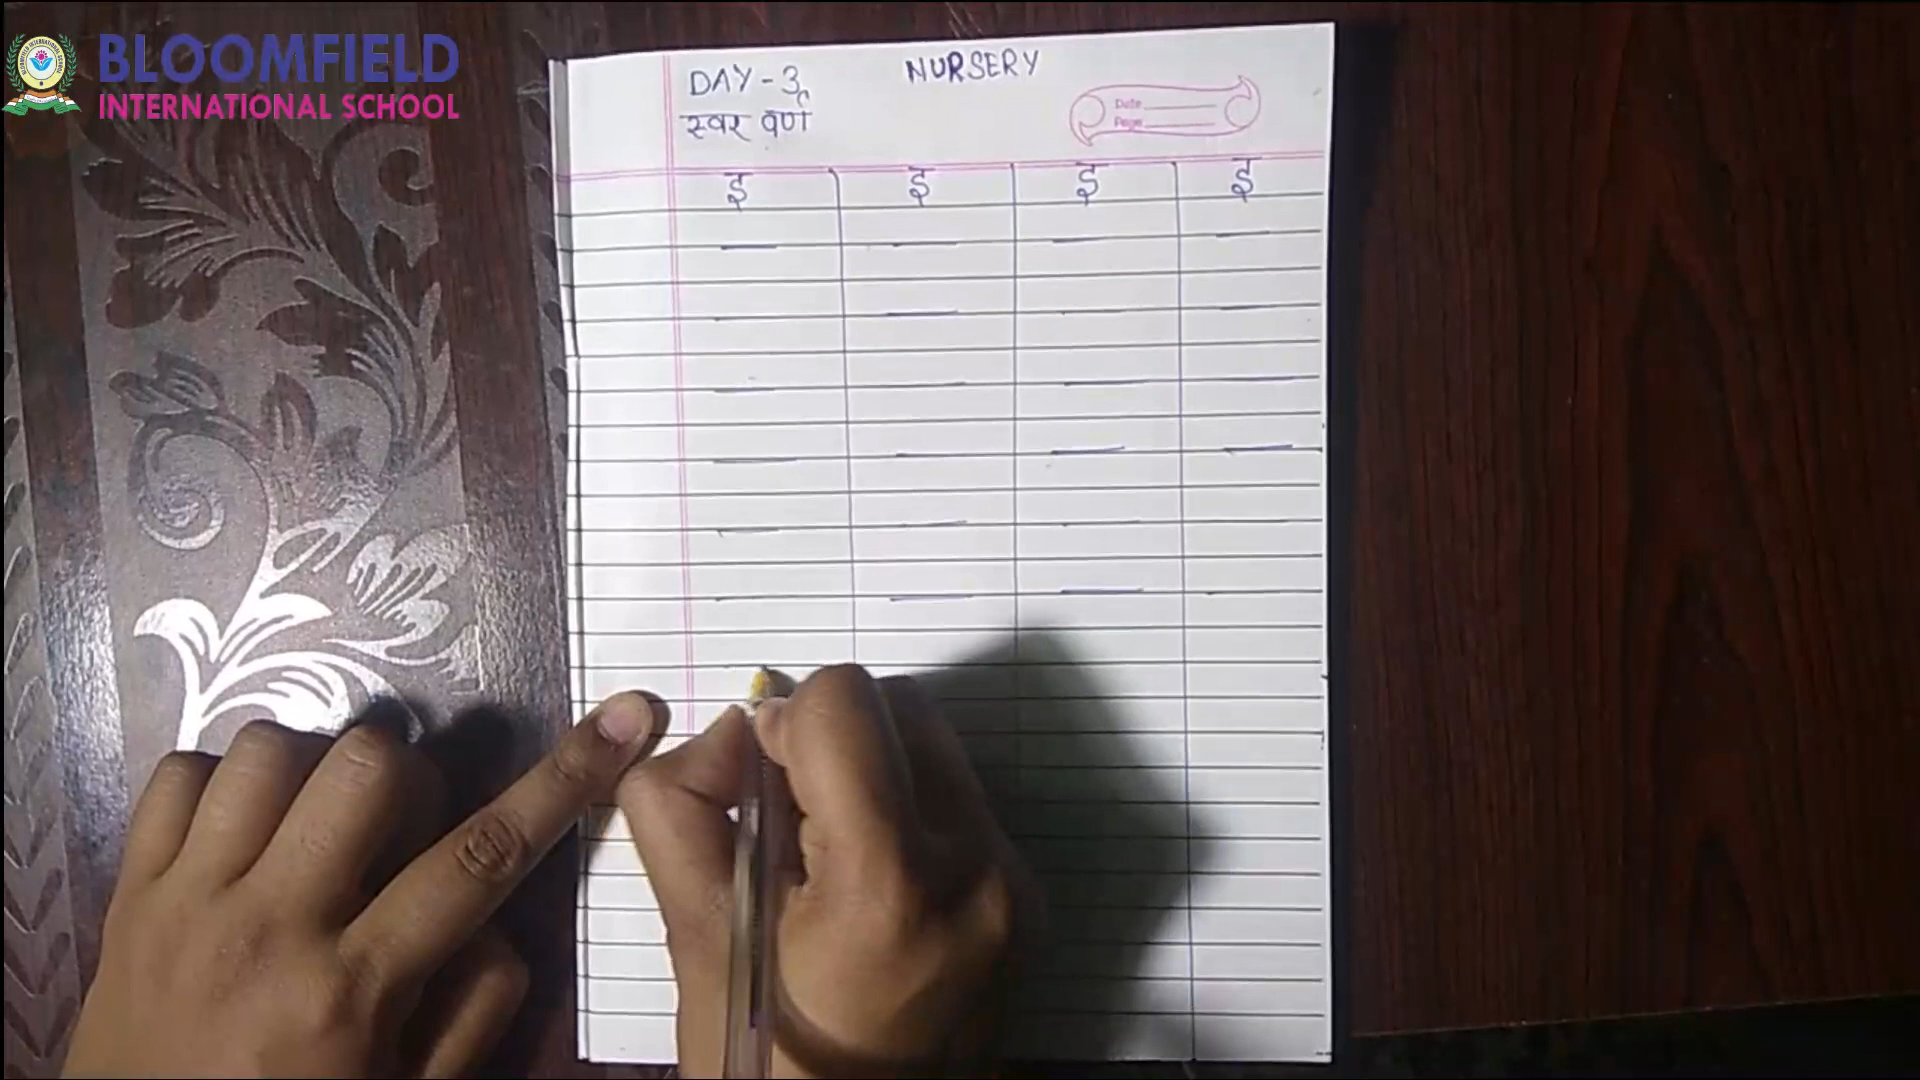 BLOOMFIELD
INTERNATIONAL SCHOOL
DAY - 3
NURSERY
स्वर वर्ण
Date
Page
इ इ इ इ